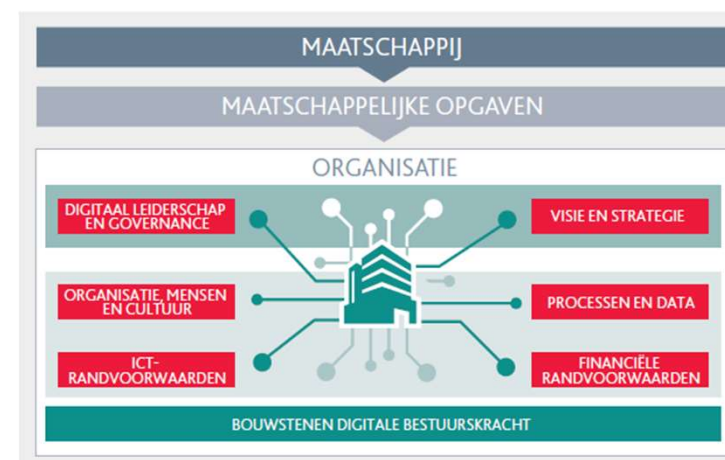 MAATSCHAPPIJ
MAATSCHAPPELIJKE OPGAVEN
ORGANISATIE
DIGITAAL LEIDERSCHAP
EN GOVERNANCE
VISIE EN STRATEGIE
ORGANISATIE, MENSEN
EN CULTUUR
PROCESSEN EN DATA
ICT-
RANDVOORWAARDEN
FINANCIËLE
RANDVOORWAARDEN
BOUWSTENEN DIGITALE BESTUURSKRACHT